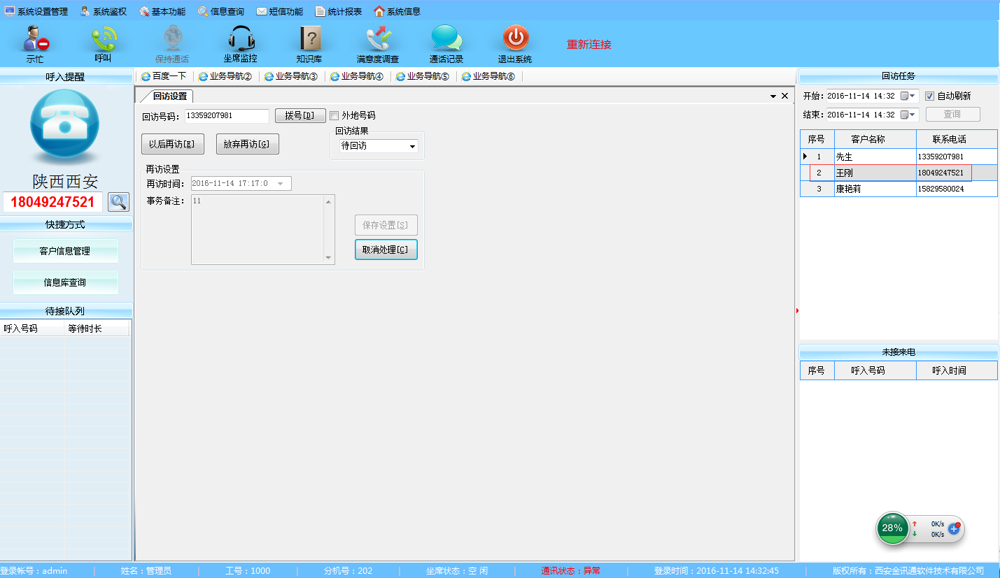 系统设置管理 系统鉴权 基本功能 信息查询 短信功能 统计报表 系统信息
示忙 呼叫 保持通话 坐席监控 知识库 满意度调查 通话记录 退出系统 重新连接
呼入提醒
陕西西安
18049247521
快捷方式
客户信息管理
信息库查询
待接队列
呼入号码 等待时长
百度一下 业务导航② 业务导航③ 业务导航④ 业务导航⑤ 业务导航⑥
回访设置
回访号码: 13359207981 拨号[D] 外地号码
以后再访[R] 放弃再访[G]
回访结果
待回访
再访设置
再访时间: 2016-11-14 17:17:0
事务备注: 11
保存设置[S]
取消处理[C]
回访任务
开始: 2016-11-14 14:32 自动刷新
结束: 2016-11-14 14:32 查询
序号 客户名称 联系电话
1 先生 13359207981
2 王刚 18049247521
3 康艳莉 15829580024
未接来电
序号 呼入号码 呼入时间
28% 0K/s
0K/s
登录帐号：admin | 姓名：管理员 | 工号：1000 | 分机号：202 | 坐席状态：空 闲 | 通讯状态：异常 | 登录时间：2016-11-14 14:32:45 | 版权所有：西安金讯通软件技术有限公司